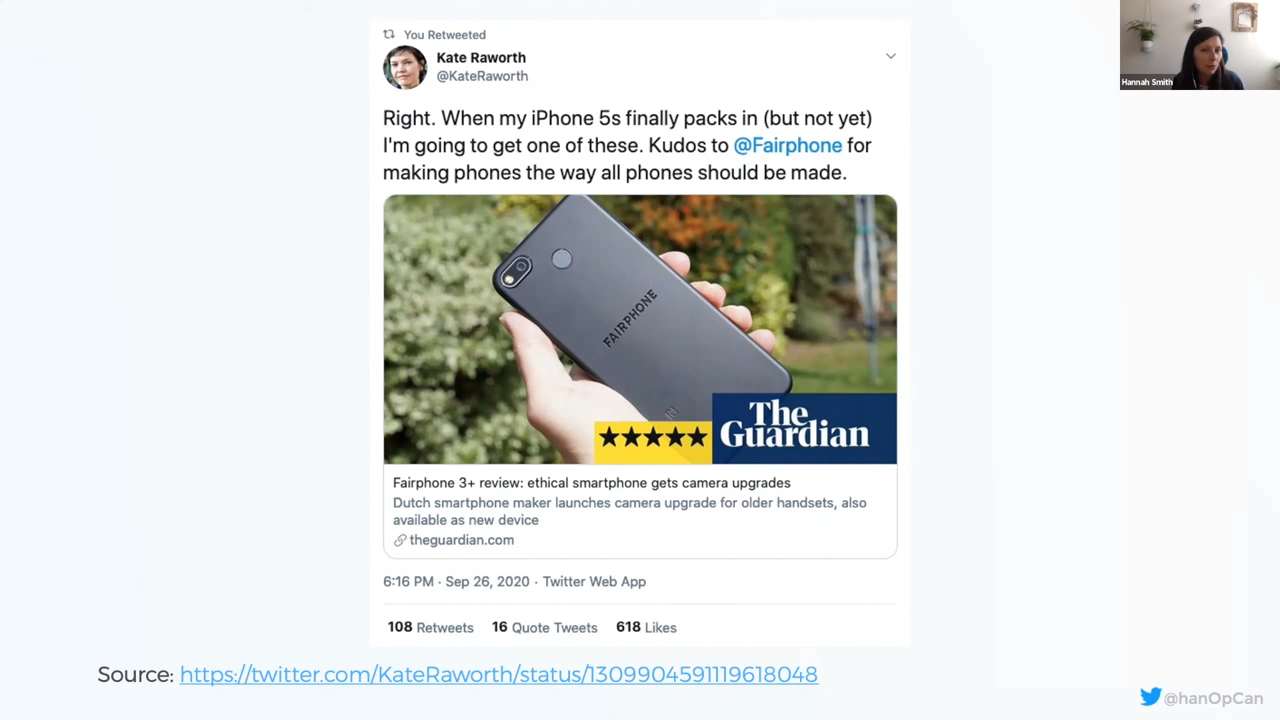 You Retweeted
Kate Raworth
@KateRaworth
Right. When my iPhone 5s finally packs in (but not yet)
I'm going to get one of these. Kudos to @Fairphone for
making phones the way all phones should be made.
FAIRPHONE
★★★★★
The
Guardian
Fairphone 3+ review: ethical smartphone gets camera upgrades
Dutch smartphone maker launches camera upgrade for older handsets, also
available as new device
theguardian.com
6:16 PM · Sep 26, 2020 · Twitter Web App
108 Retweets 16 Quote Tweets 618 Likes
Source: https://twitter.com/KateRaworth/status/1309904591119618048
@hanOpCan
Hannah Smith